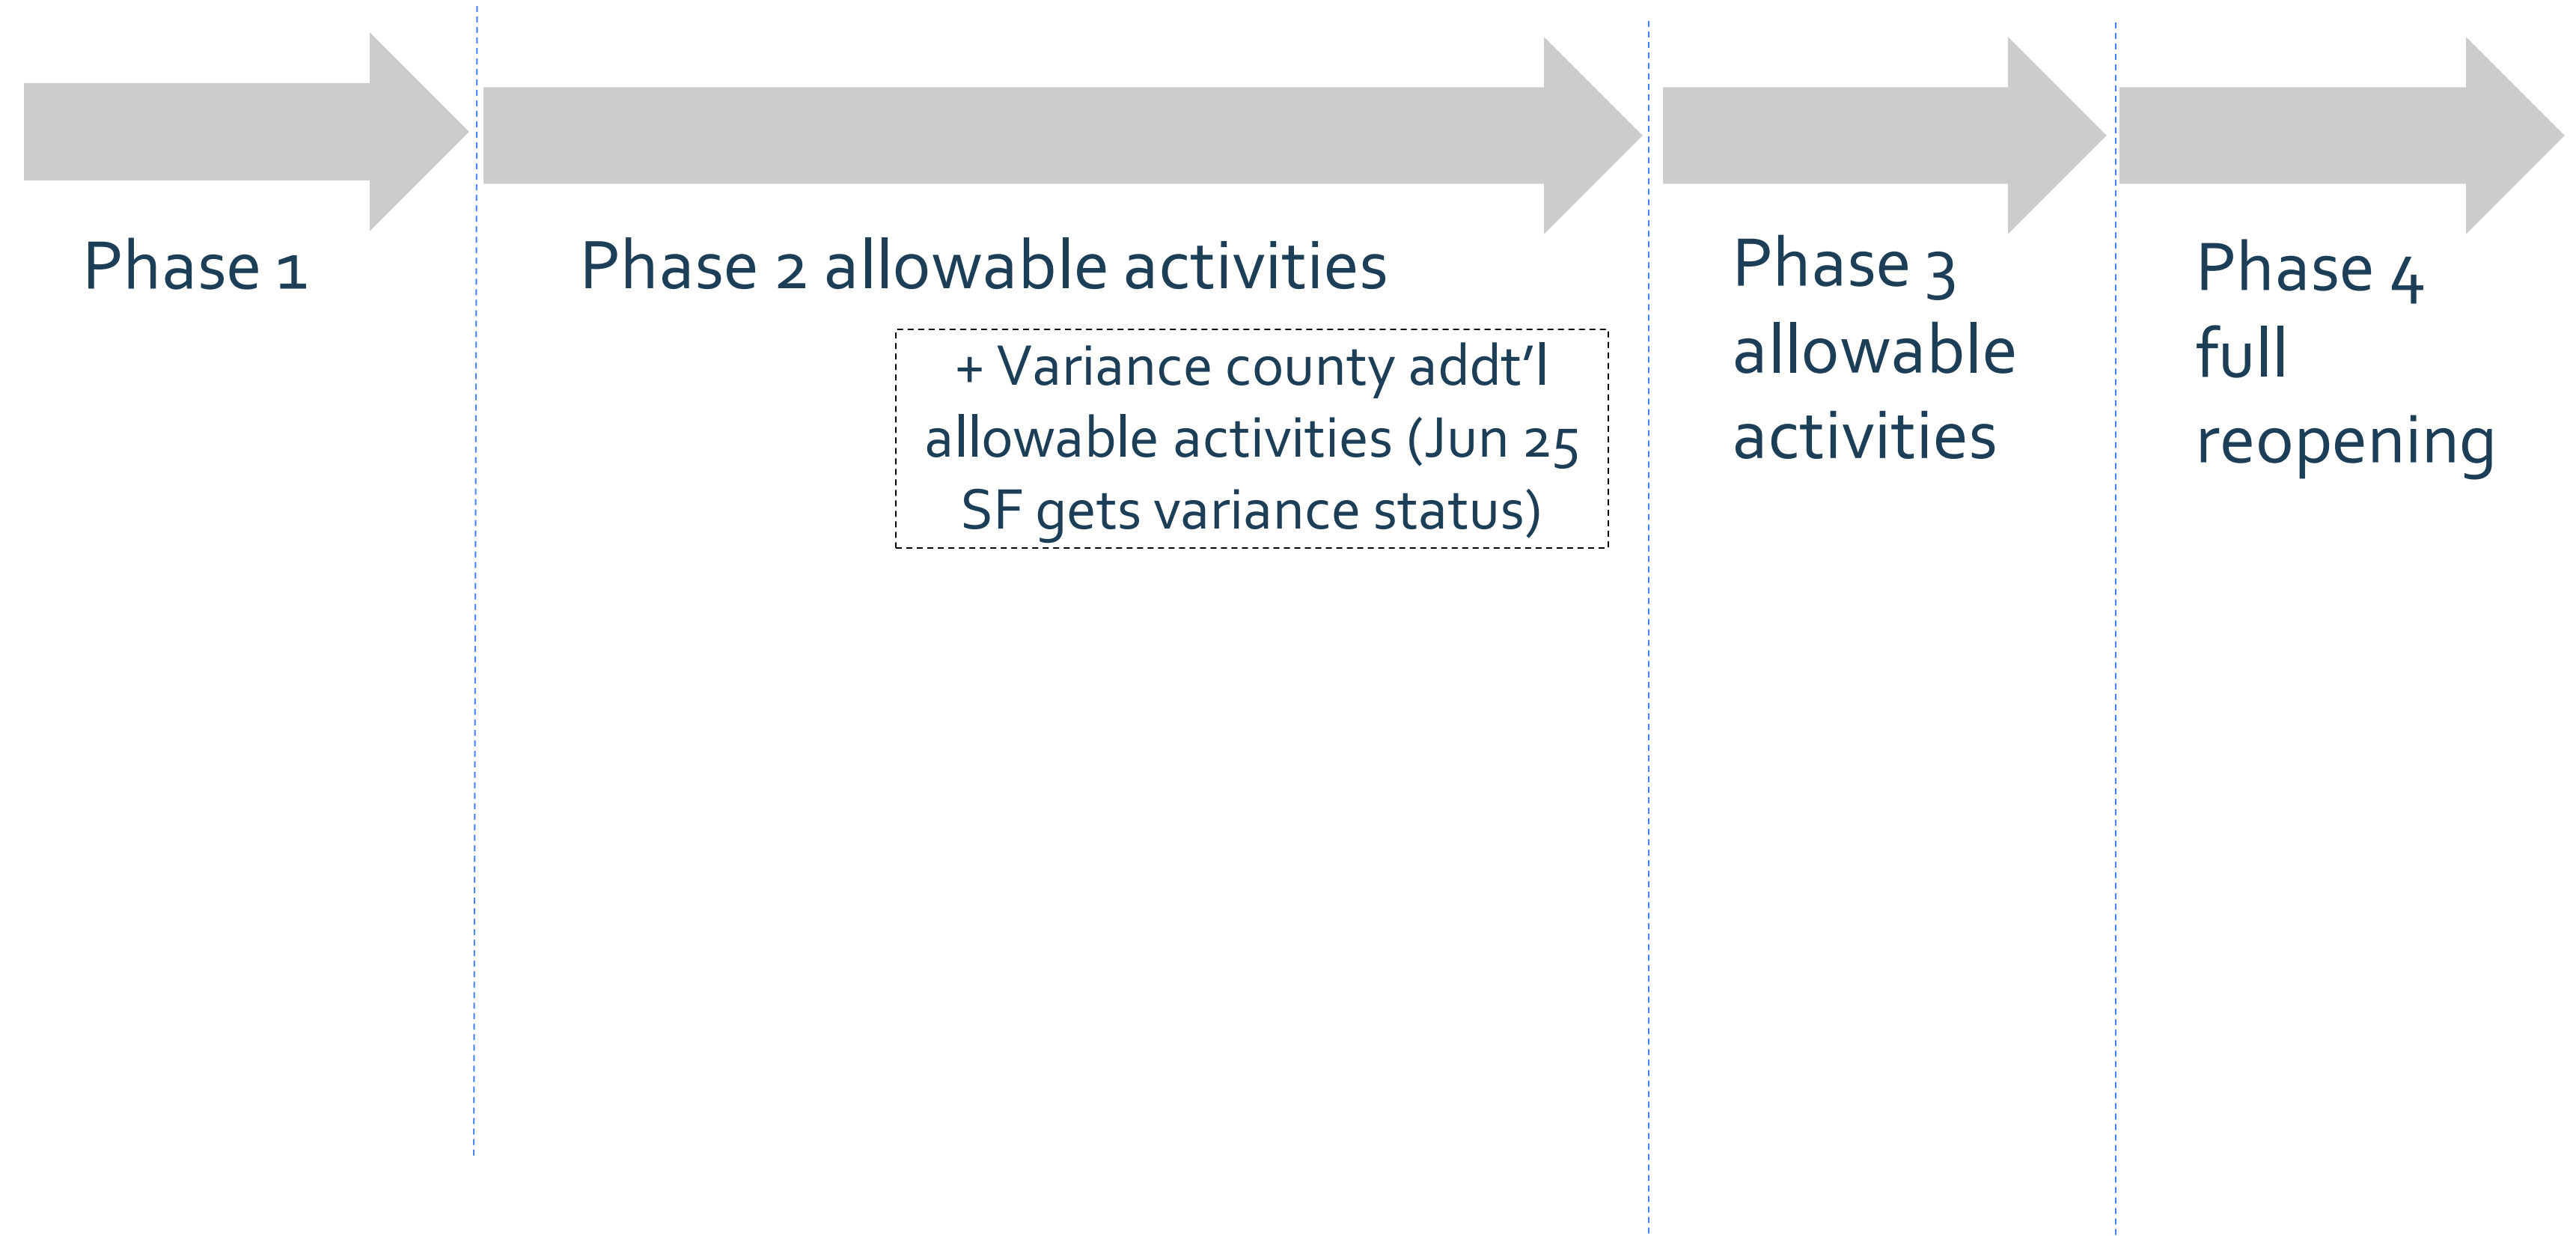 Phase 1
Phase 2 allowable activities
+ Variance county addt'l
allowable activities (Jun 25
SF gets variance status)
Phase 3
allowable
activities
Phase 4
full
reopening